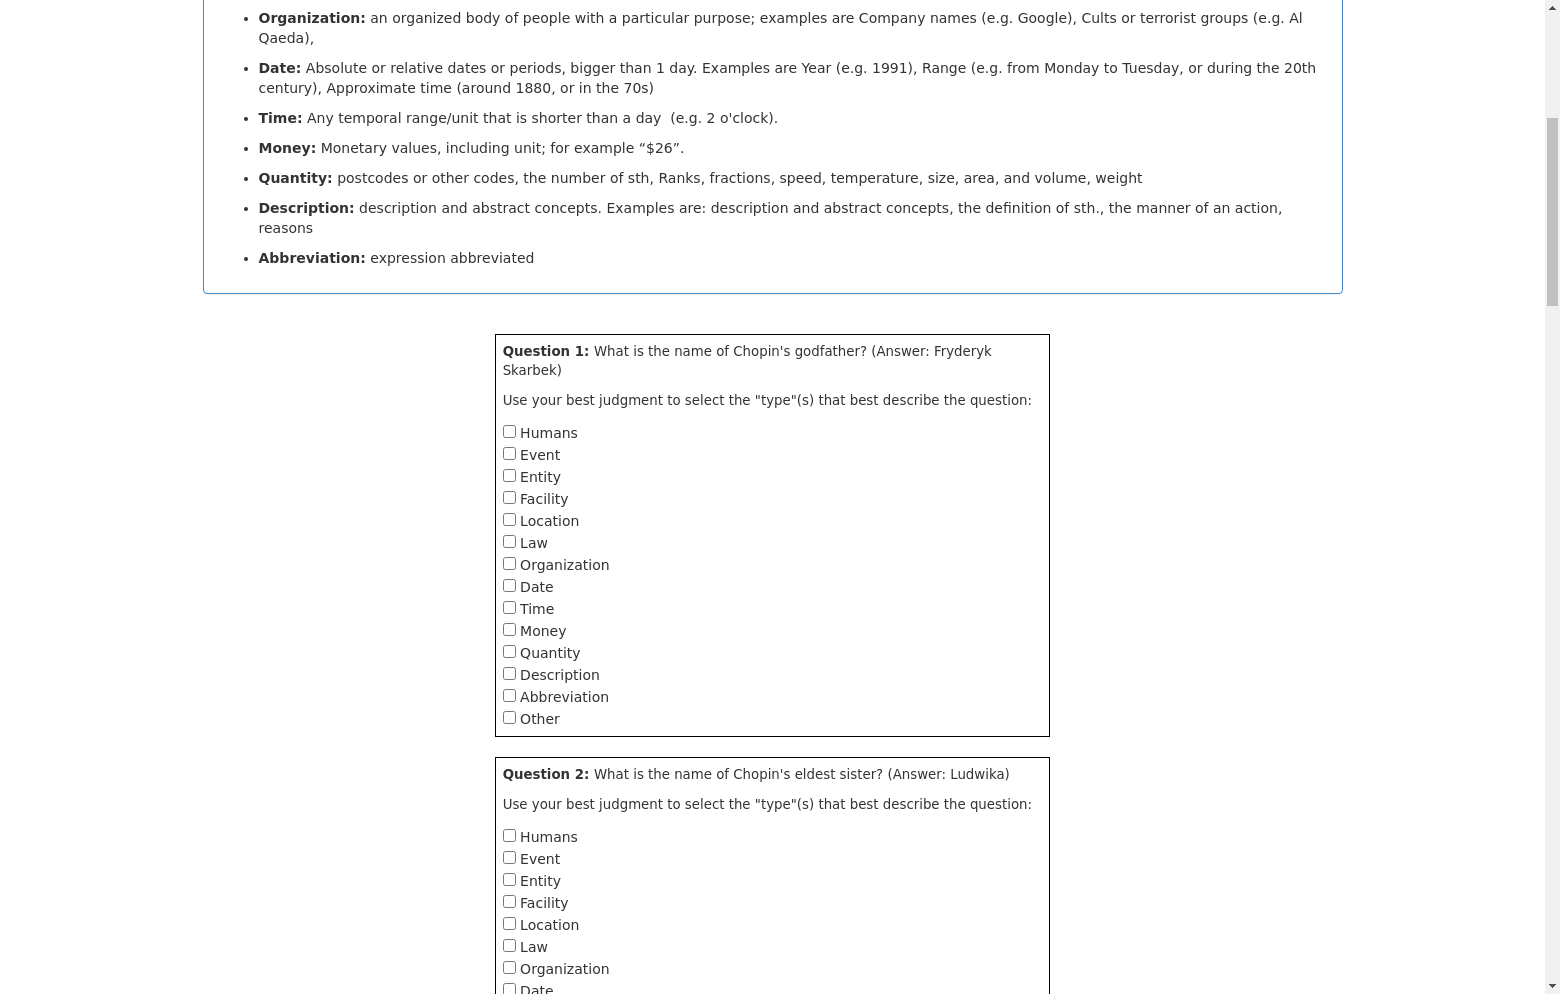 Organization: an organized body of people with a particular purpose; examples are Company names (e.g. Google), Cults or terrorist groups (e.g. Al
Qaeda),
Date: Absolute or relative dates or periods, bigger than 1 day. Examples are Year (e.g. 1991), Range (e.g. from Monday to Tuesday, or during the 20th
century), Approximate time (around 1880, or in the 70s)
Time: Any temporal range/unit that is shorter than a day  (e.g. 2 o'clock).
Money: Monetary values, including unit; for example “$26”.
Quantity: postcodes or other codes, the number of sth, Ranks, fractions, speed, temperature, size, area, and volume, weight
Description: description and abstract concepts. Examples are: description and abstract concepts, the definition of sth., the manner of an action,
reasons
Abbreviation: expression abbreviated
Question 1: What is the name of Chopin's godfather? (Answer: Fryderyk
Skarbek)
Use your best judgment to select the "type"(s) that best describe the question:
Humans
Event
Entity
Facility
Location
Law
Organization
Date
Time
Money
Quantity
Description
Abbreviation
Other
Question 2: What is the name of Chopin's eldest sister? (Answer: Ludwika)
Use your best judgment to select the "type"(s) that best describe the question:
Humans
Event
Entity
Facility
Location
Law
Organization
Date